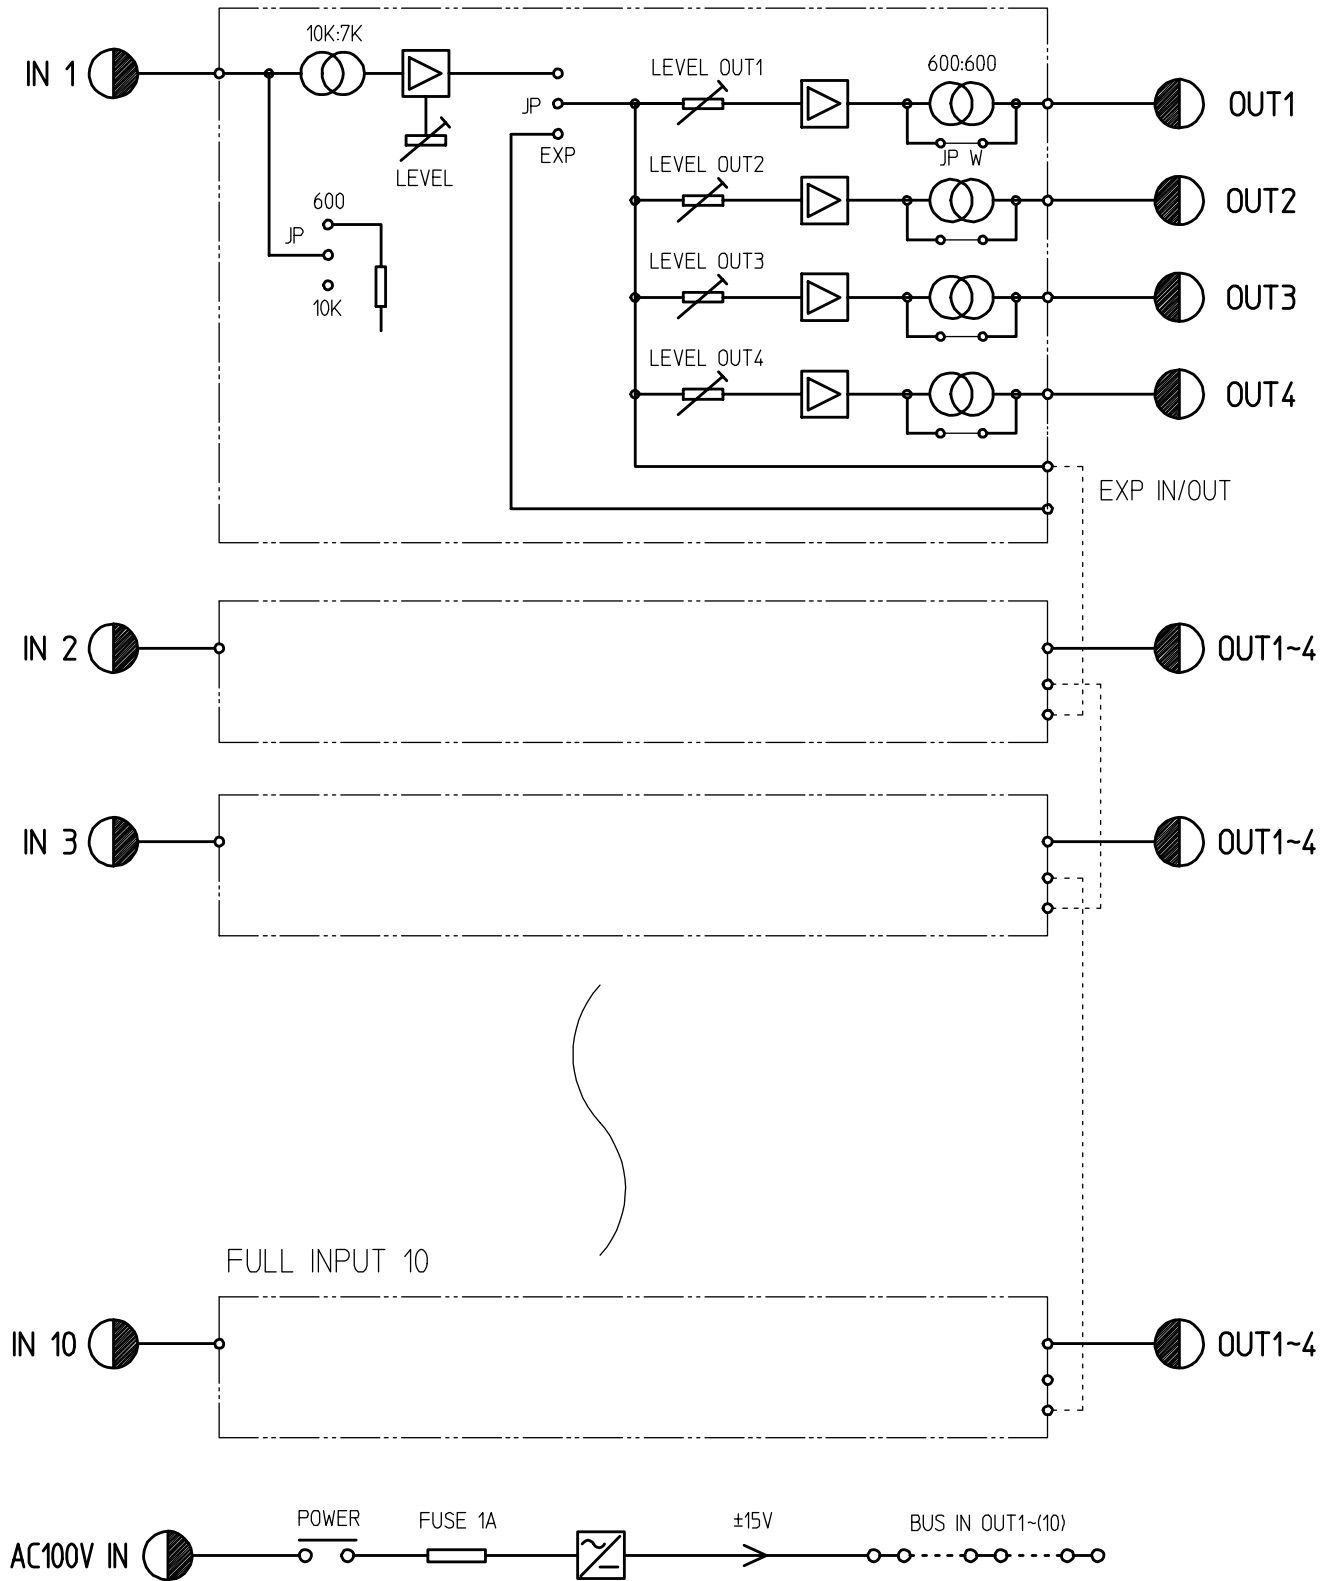 10K:7K
IN 1
LEVEL OUT1
600:600
JP
OUT1
EXP
JP W
LEVEL
LEVEL OUT2
600
OUT2
JP
LEVEL OUT3
10K
OUT3
LEVEL OUT4
OUT4
EXP IN/OUT
IN 2
OUT1~4
IN 3
OUT1~4
FULL INPUT 10
IN 10
OUT1~4
POWER
FUSE 1A
±15V
BUS IN OUT1~(10)
AC100V IN